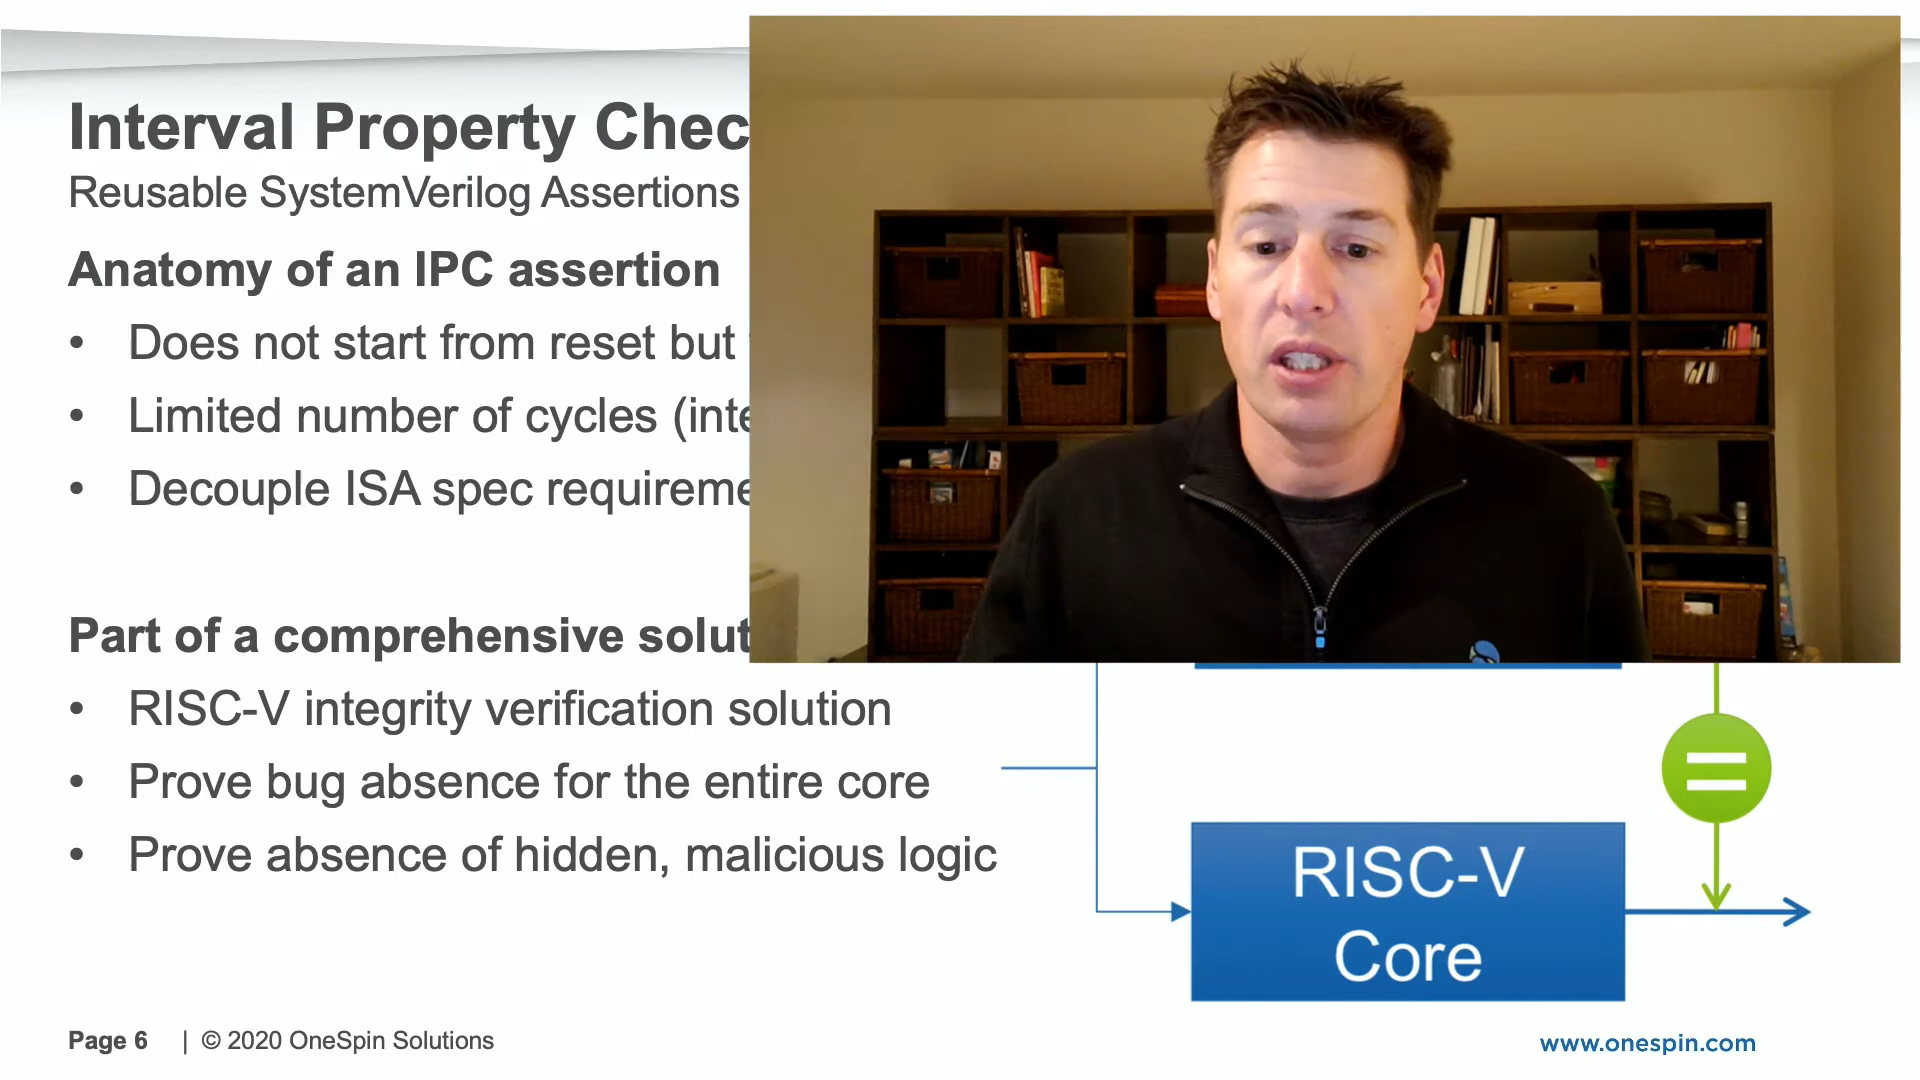 Interval Property Chec
Reusable SystemVerilog Assertions
Anatomy of an IPC assertion
• Does not start from reset but
• Limited number of cycles (inte
• Decouple ISA spec requireme
Part of a comprehensive solut
• RISC-V integrity verification solution
• Prove bug absence for the entire core
• Prove absence of hidden, malicious logic
RISC-V
Core
Page 6 | © 2020 OneSpin Solutions
www.onespin.com